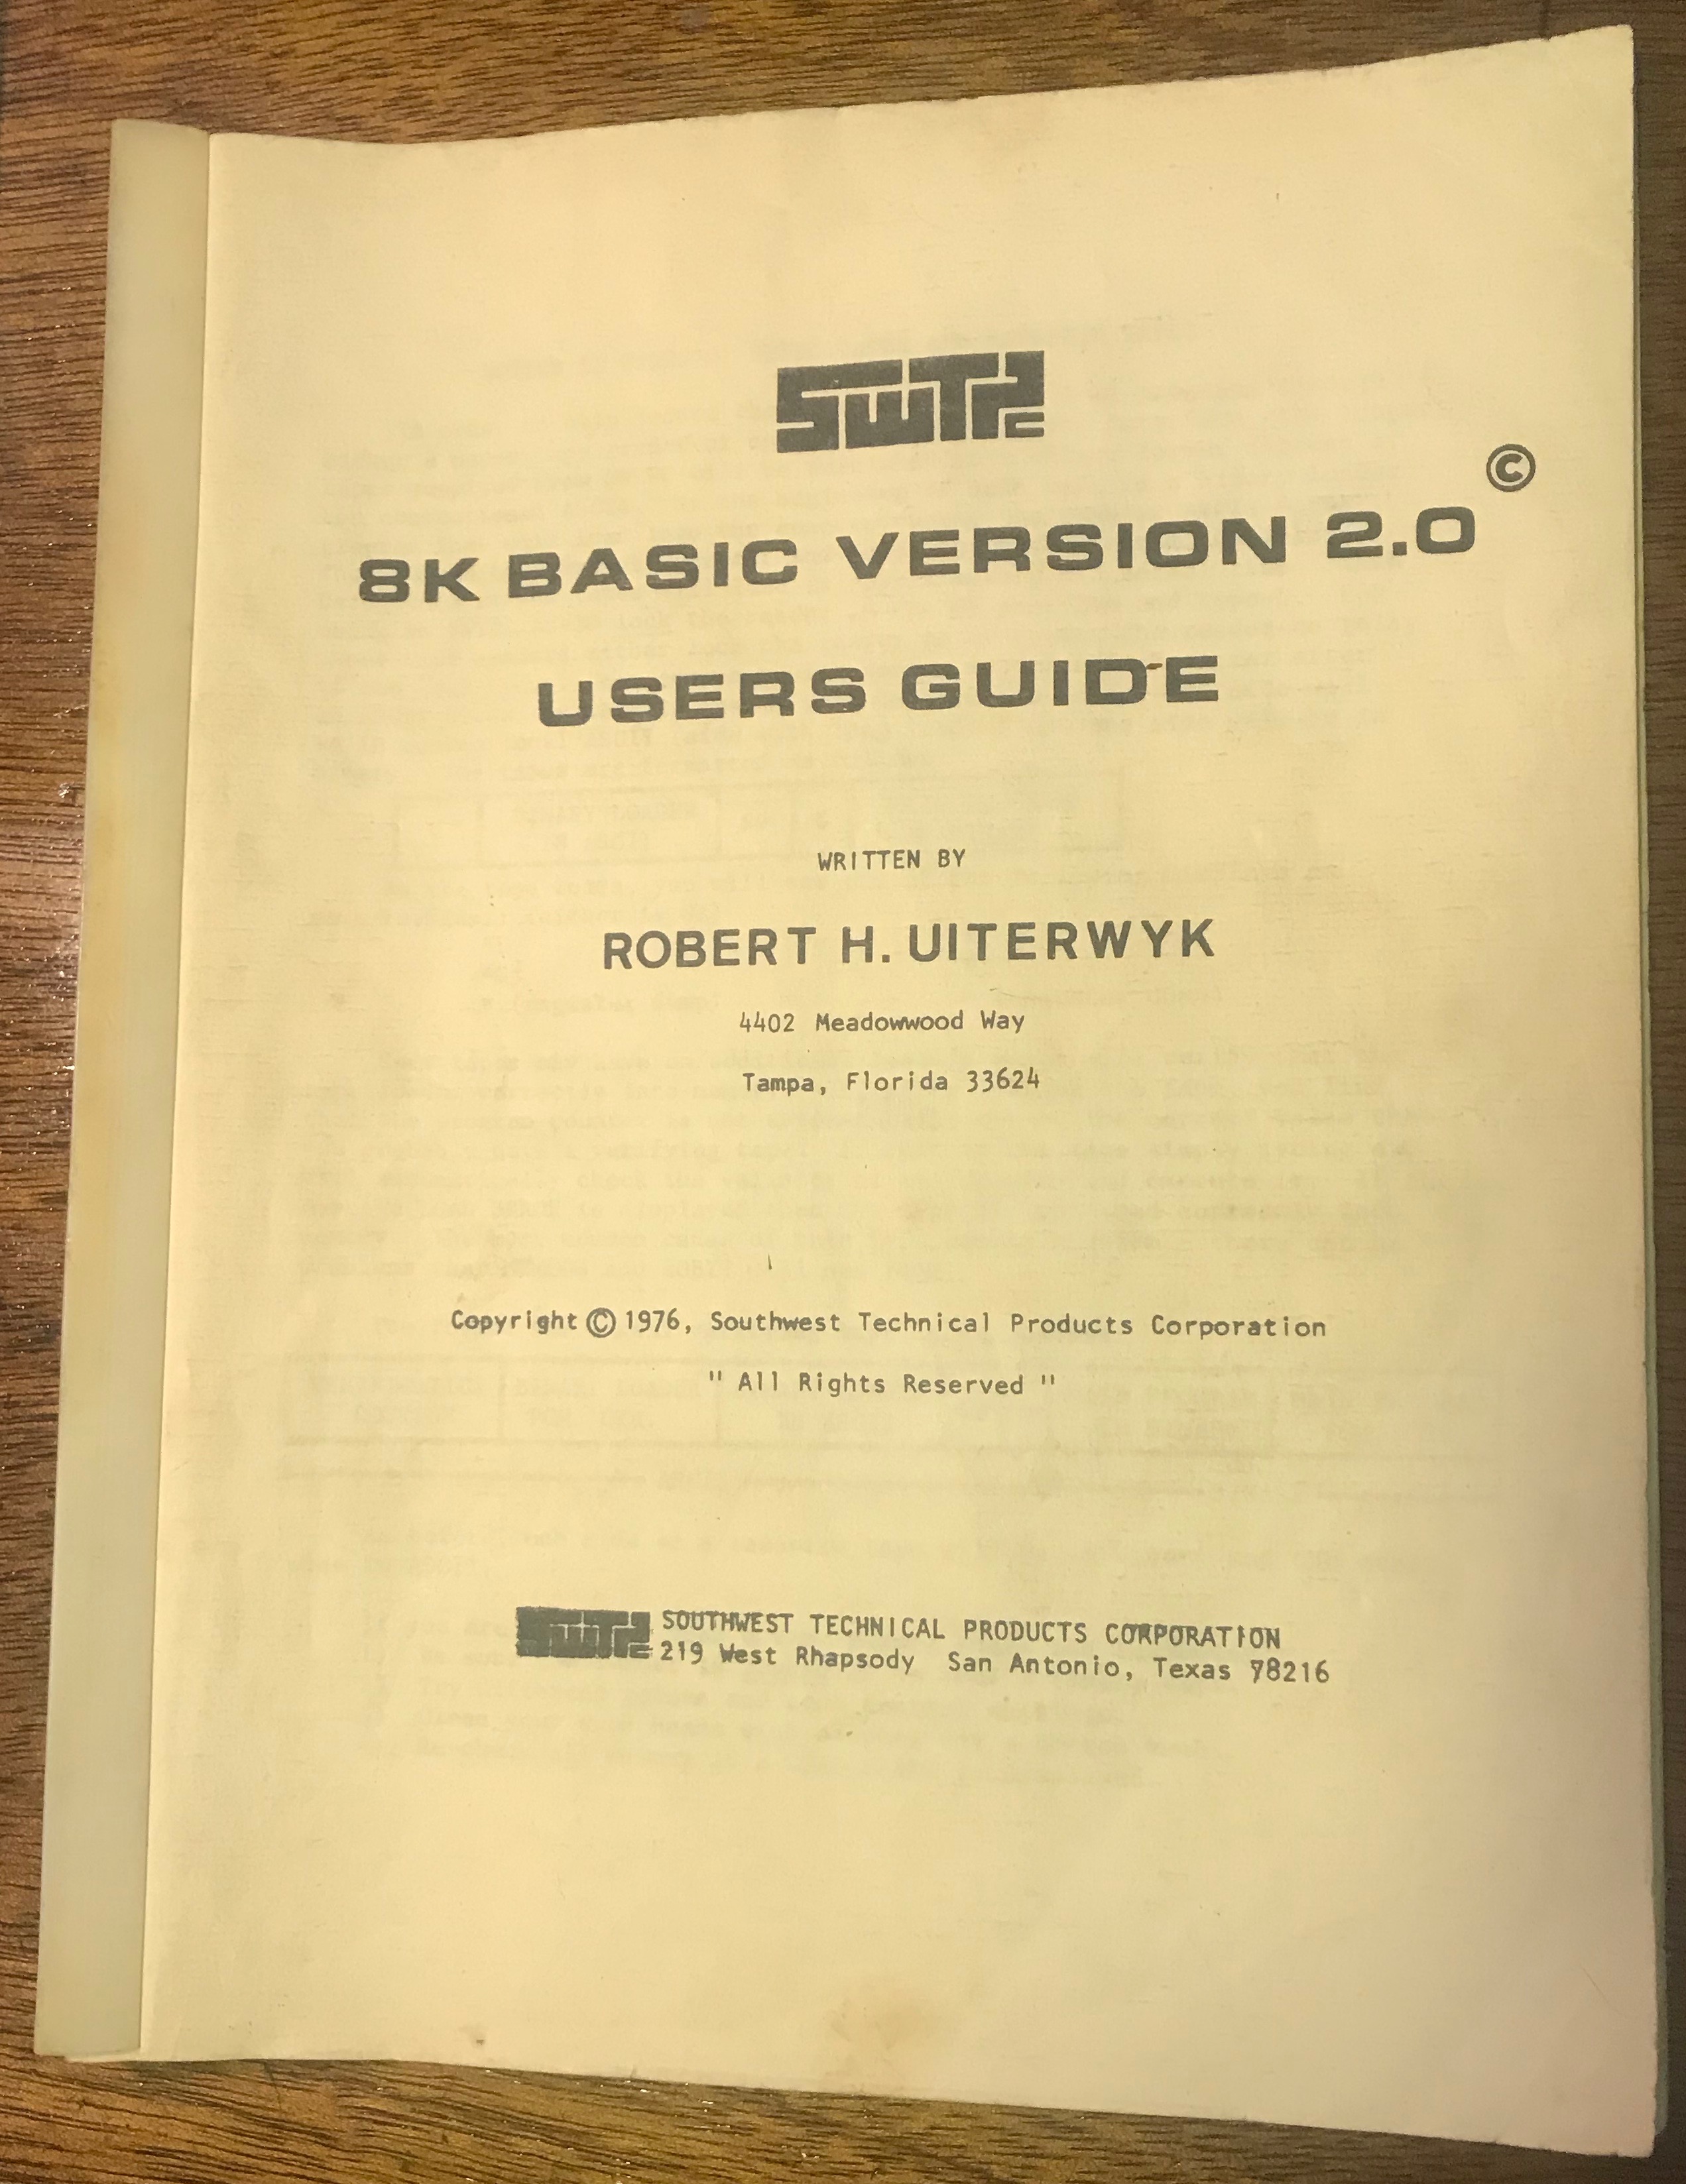 SWTPC
©
8K BASIC VERSION 2.0
USERS GUIDE
WRITTEN BY
ROBERT H. UITERWYK
4402 Meadowwood Way
Tampa, Florida 33624
Copyright © 1976, Southwest Technical Products Corporation
" All Rights Reserved "
SWTPC SOUTHWEST TECHNICAL PRODUCTS CORPORATION
219 West Rhapsody San Antonio, Texas 78216